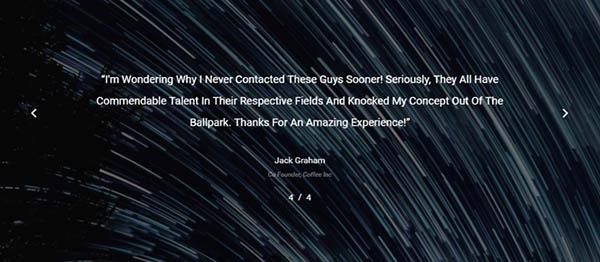 “I'm Wondering Why I Never Contacted These Guys Sooner! Seriously, They All Have
Commendable Talent In Their Respective Fields And Knocked My Concept Out Of The
Ballpark. Thanks For An Amazing Experience!”
Jack Graham
Co Founder, Coffee Inc
4 / 4